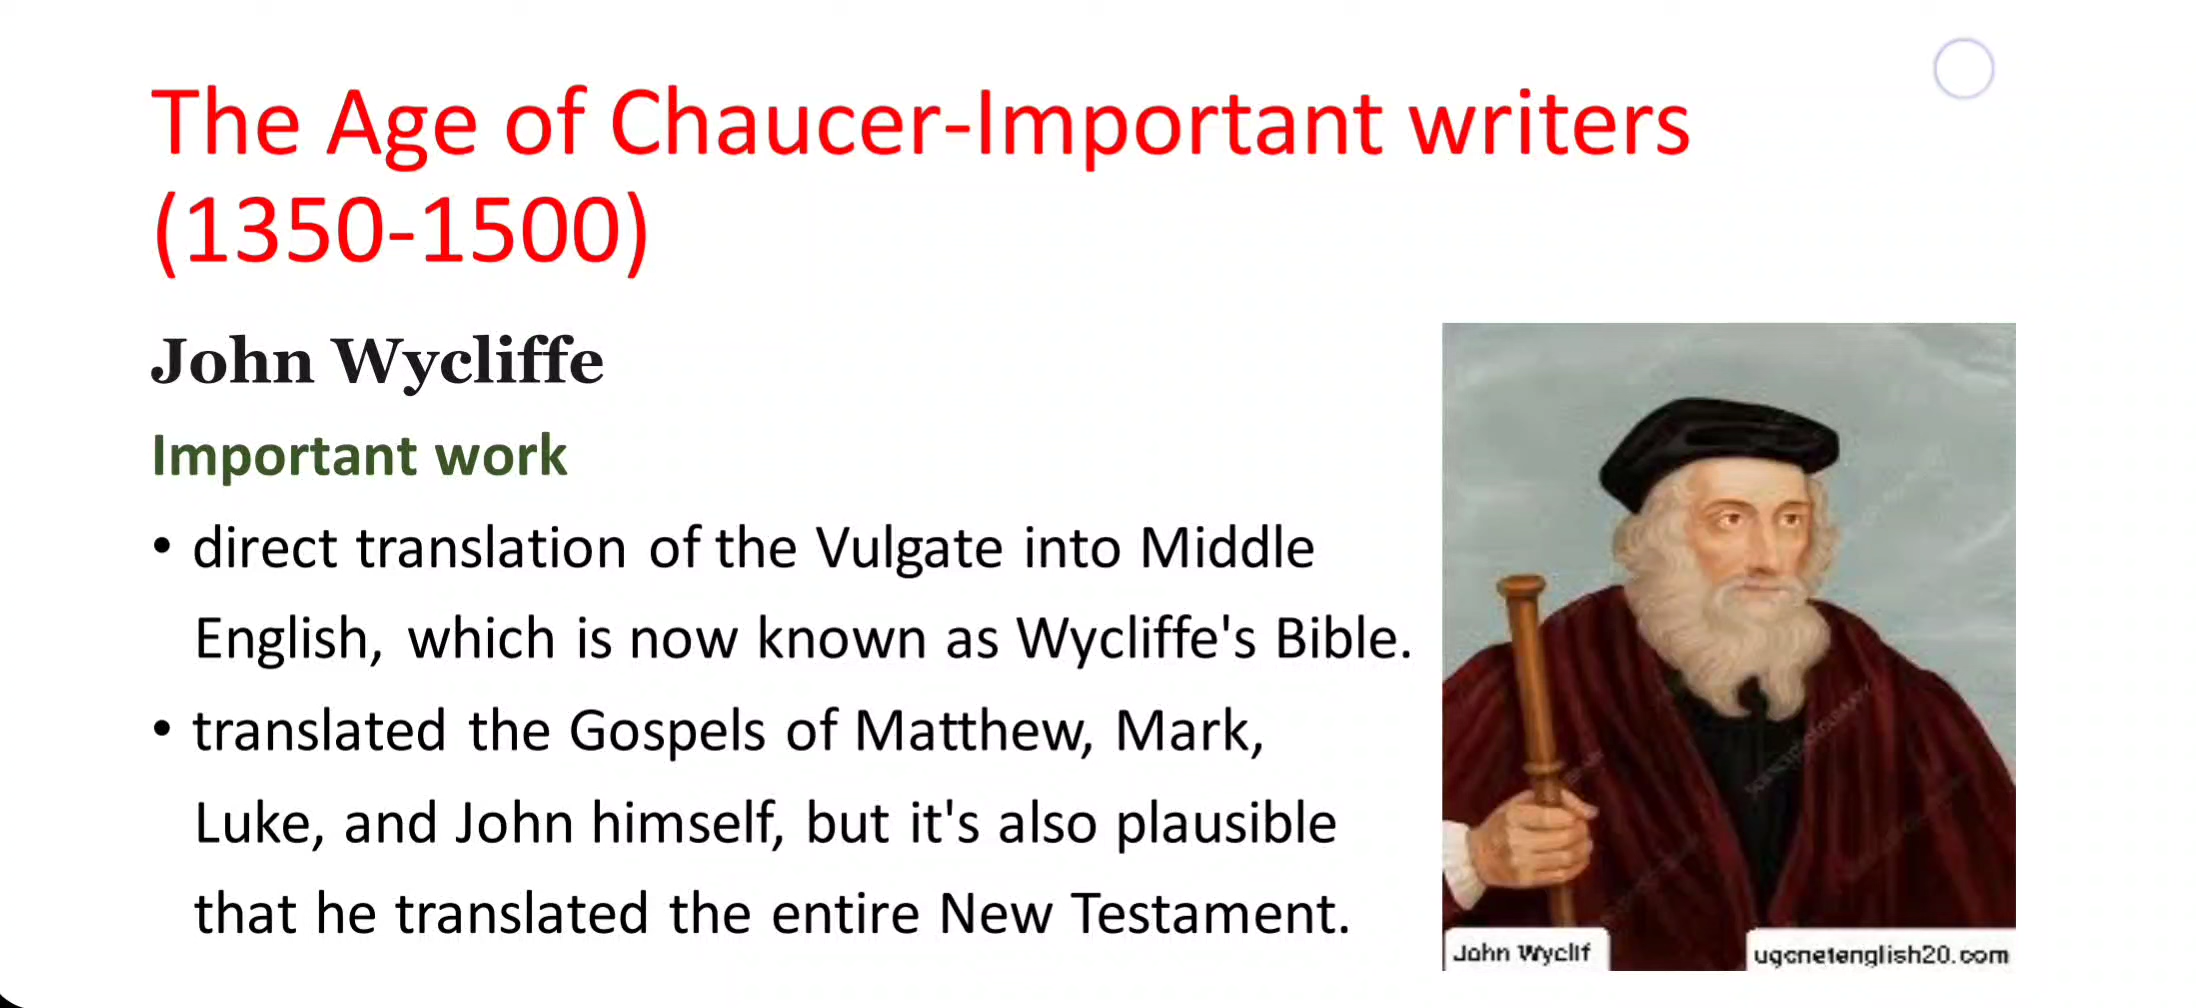 The Age of Chaucer-Important writers
(1350-1500)
John Wycliffe
Important work
• direct translation of the Vulgate into Middle
English, which is now known as Wycliffe's Bible.
• translated the Gospels of Matthew, Mark,
Luke, and John himself, but it's also plausible
that he translated the entire New Testament.
John Wyclif
ugcnetenglish20.com